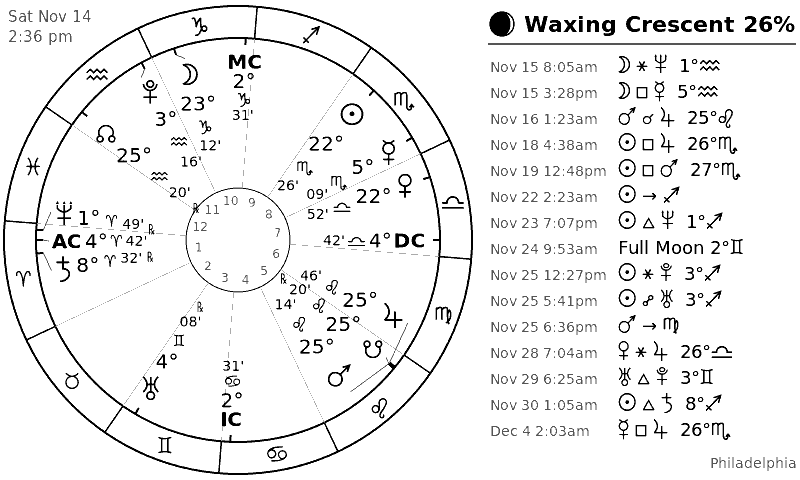 Sat Nov 14
2:36 pm
Waxing Crescent 26%
Nov 15 8:05am ☽ ⚹ ♆ 1°♒
Nov 15 3:28pm ☽ □ ☿ 5°♒
Nov 16 1:23am ♂ ☌ ♃ 25°♌
Nov 18 4:38am ☉ □ ♃ 26°♏
Nov 19 12:48pm ☉ □ ♂ 27°♏
Nov 22 2:23am ☉ → ♐
Nov 23 7:07pm ☉ △ ♆ 1°♐
Nov 24 9:53am Full Moon 2°♊
Nov 25 12:27pm ☉ ⚹ ♇ 3°♐
Nov 25 5:41pm ☉ ☍ ♅ 3°♐
Nov 25 6:36pm ♂ → ♍
Nov 28 7:04am ♀ ⚹ ♃ 26°♎
Nov 29 6:25am ♅ △ ♇ 3°♊
Nov 30 1:05am ☉ △ ♄ 8°♐
Dec 4 2:03am ☿ □ ♃ 26°♏
Philadelphia
MC
2°
♑
31'
☽
23°
♑
12'
♇
3°
♒
16'
℞
☊
25°
♒
20'
℞
♆ 1° ♈ 49' ℞
AC 4° ♈ 42'
♄ 8° ♈ 32' ℞
☉
22°
♏
26'
☿
5°
♏
09'
♀
22°
♎
52'
42' ♎ 4° DC
♃
25°
♌
46'
☋
25°
♌
20'
℞
♂
25°
♌
14'
℞
08'
♊
4°
♅
31'
♋
2°
IC
1
2
3
4
5
6
7
8
9
10
11
12
♈
♉
♊
♋
♌
♍
♎
♏
♐
♑
♒
♓